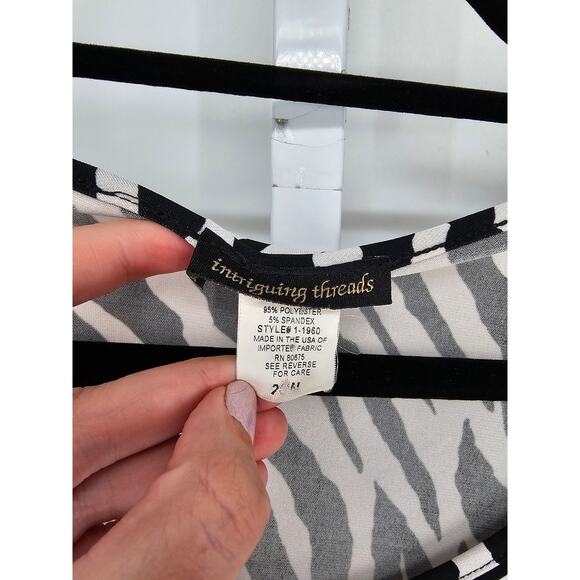 intriguing threads
95% POLYESTER
5% SPANDEX
STYLE# 1-1960
MADE IN THE USA OF
IMPORTED FABRIC
RN 80675
SEE REVERSE
FOR CARE